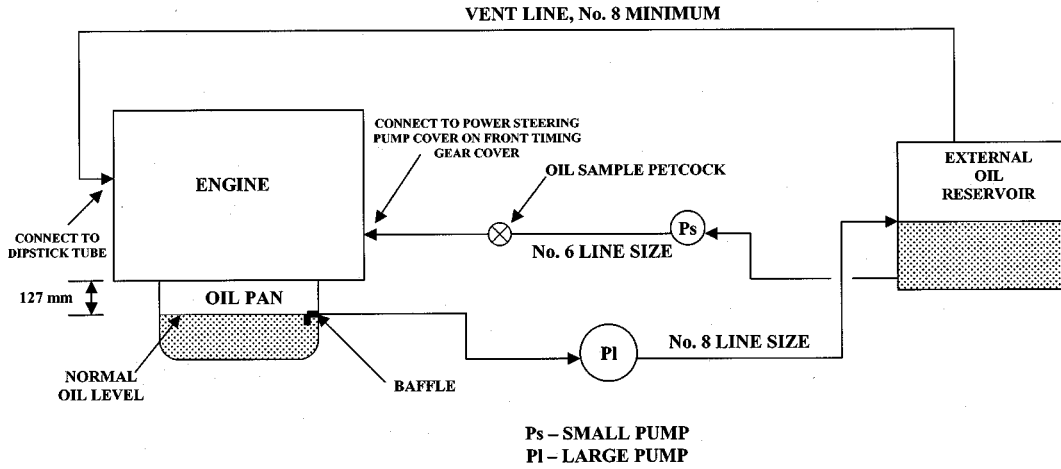 VENT LINE, No. 8 MINIMUM
CONNECT TO POWER STEERING
PUMP COVER ON FRONT TIMING
GEAR COVER
ENGINE
OIL SAMPLE PETCOCK
EXTERNAL
OIL
RESERVOIR
CONNECT TO
DIPSTICK TUBE
Ps
No. 6 LINE SIZE
127 mm
OIL PAN
Pl
No. 8 LINE SIZE
NORMAL
OIL LEVEL
BAFFLE
Ps – SMALL PUMP
Pl – LARGE PUMP